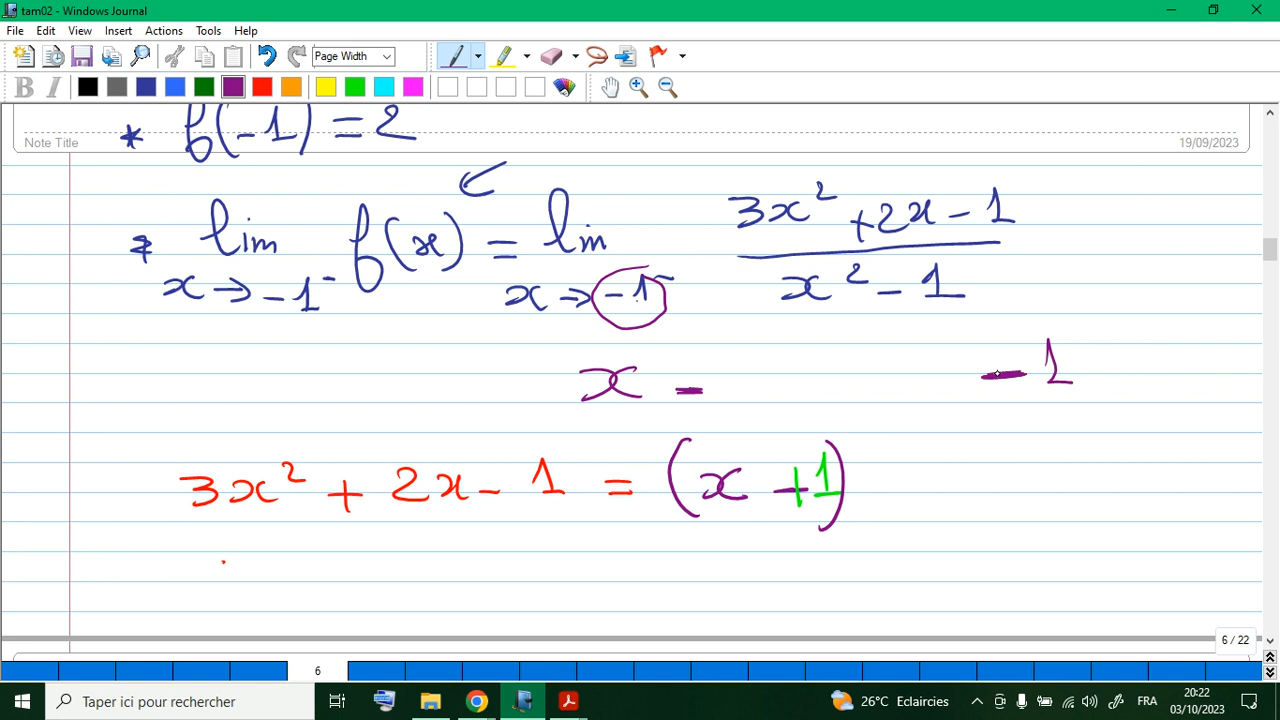 tam02 - Windows Journal
File Edit View Insert Actions Tools Help
Page Width
B I
* f(-1) = 2
Note Title 19/09/2023
* lim f(x) = lim 3x² + 2x - 1
x → -1⁻ x → -1⁻ x² - 1
x - - 1
3x² + 2x - 1 = (x + 1)
6 / 22
6
Taper ici pour rechercher
26°C Eclaircies
FRA
20:22
03/10/2023